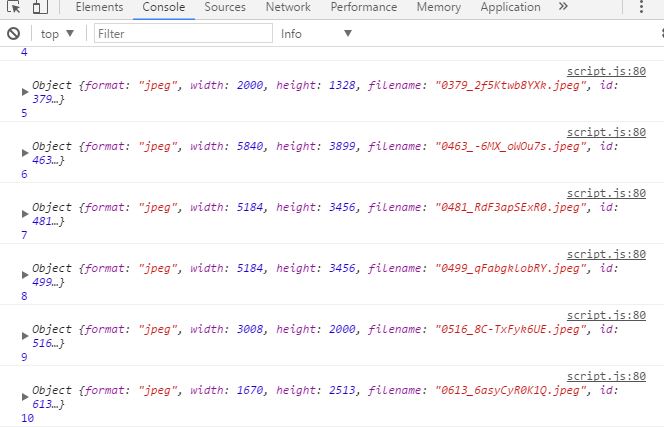 Elements Console Sources Network Performance Memory Application »
top ▼ Filter Info ▼
4
script.js:80
Object {format: "jpeg", width: 2000, height: 1328, filename: "0379_2f5Ktwb8YXk.jpeg", id:
379…}
5
script.js:80
Object {format: "jpeg", width: 5840, height: 3899, filename: "0463_-6MX_oWOu7s.jpeg", id:
463…}
6
script.js:80
Object {format: "jpeg", width: 5184, height: 3456, filename: "0481_RdF3apSExR0.jpeg", id:
481…}
7
script.js:80
Object {format: "jpeg", width: 5184, height: 3456, filename: "0499_qFabgklobRY.jpeg", id:
499…}
8
script.js:80
Object {format: "jpeg", width: 3008, height: 2000, filename: "0516_8C-TxFyk6UE.jpeg", id:
516…}
9
script.js:80
Object {format: "jpeg", width: 1670, height: 2513, filename: "0613_6asyCyR0K1Q.jpeg", id:
613…}
10